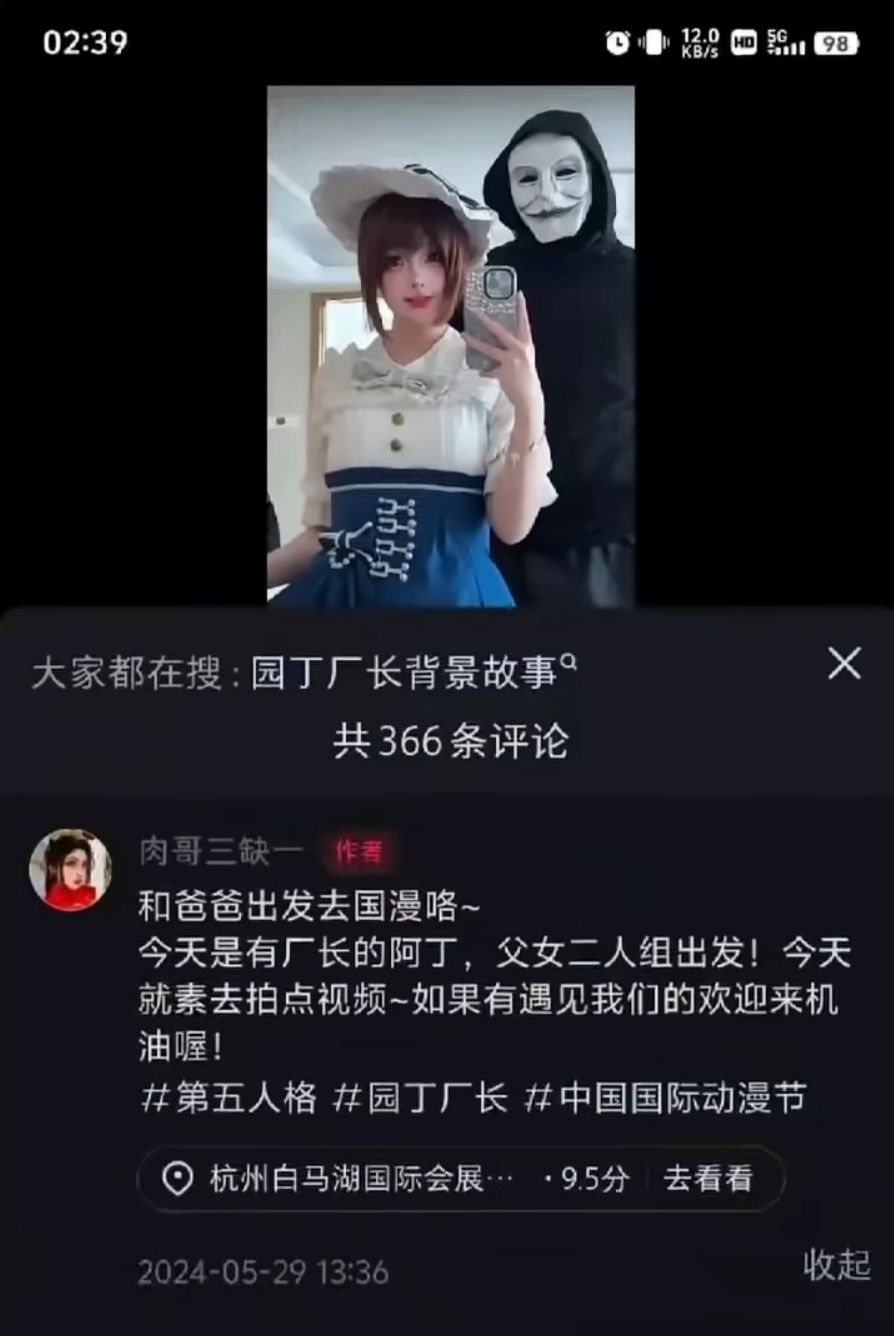 02:39
12.0 KB/s HD 5G 98
大家都在搜：园丁厂长背景故事
共366条评论
肉哥三缺一 作者
和爸爸出发去国漫咯~
今天是有厂长的阿丁，父女二人组出发！今天
就素去拍点视频~如果有遇见我们的欢迎来机
油喔！
#第五人格 #园丁厂长 #中国国际动漫节
杭州白马湖国际会展… ·9.5分 去看看
2024-05-29 13:36 收起